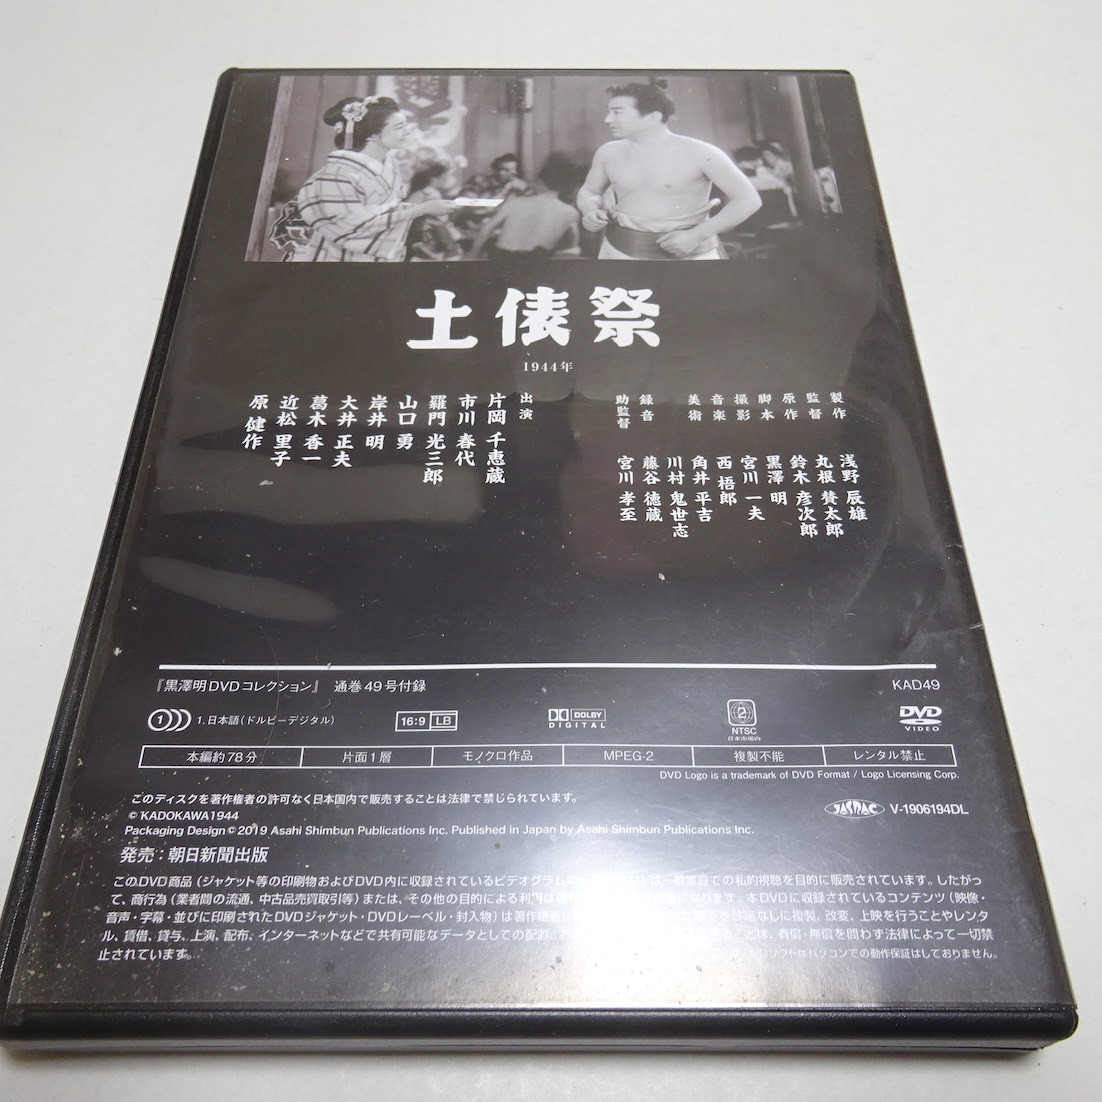 土俵祭
1944年
製作 浅野 辰雄
監督 丸根 賛太郎
原作 鈴木 彦次郎
脚本 黒澤 明
撮影 宮川 一夫
音楽 西 梧郎
美術 角井 平吉
川村 鬼世志
録音 藤谷 徳蔵
助監督 宮川 孝至
出演
片岡 千恵蔵
市川 春代
羅門 光三郎
山口 勇
岸井 明
大井 正夫
葛木 香一
近松 里子
原 健作
『黒澤明DVDコレクション』 通巻49号付録
KAD49
1 1.日本語(ドルビーデジタル)
16:9 LB
DOLBY DIGITAL
2 NTSC 日本市場向
DVD VIDEO
本編約78分 片面1層 モノクロ作品 MPEG-2 複製不能 レンタル禁止
DVD Logo is a trademark of DVD Format / Logo Licensing Corp.
このディスクを著作権者の許可なく日本国内で販売することは法律で禁じられています。
© KADOKAWA1944
JASRAC V-1906194DL
Packaging Design © 2019 Asahi Shimbun Publications Inc. Published in Japan by Asahi Shimbun Publications Inc.
発売：朝日新聞出版
このDVD商品(ジャケット等の印刷物およびDVD内に収録されているビデオグラム は一般家庭での私的視聴を目的に販売されています。したがっ
て、商行為(業者間の流通、中古品売買取引等)または、その他の目的による利用は なります。本DVDに収録されているコンテンツ(映像・
音声・字幕・並びに印刷されたDVDジャケット・DVDレーベル・封入物)は著作権 許諾なしに複製、改変、上映を行うことやレンタ
ル、賃借、貸与、上演、配布、インターネットなどで共有可能なデータとしての配置、 ことは、有償・無償を問わず法律によって一切禁
止されています。 ソフトはパソコンでの動作保証はしておりません。